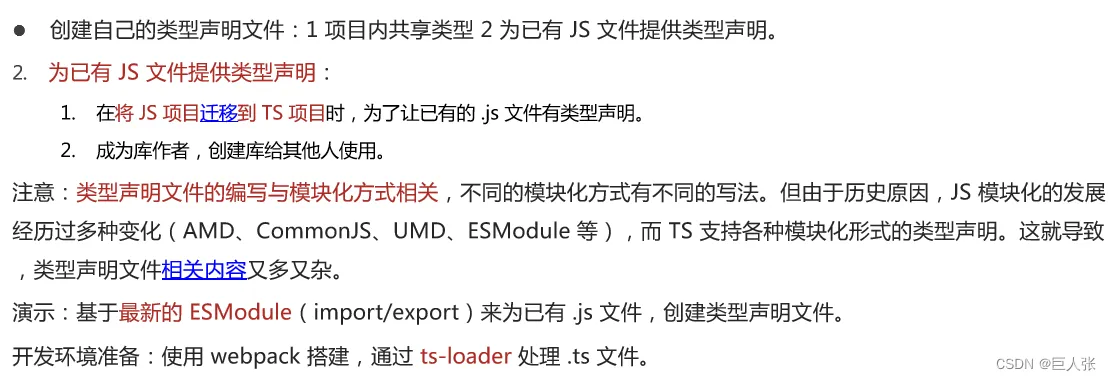 ● 创建自己的类型声明文件：1 项目内共享类型 2 为已有 JS 文件提供类型声明。
2. 为已有 JS 文件提供类型声明：
1. 在将 JS 项目迁移到 TS 项目时，为了让已有的 .js 文件有类型声明。
2. 成为库作者，创建库给其他人使用。
注意：类型声明文件的编写与模块化方式相关，不同的模块化方式有不同的写法。但由于历史原因，JS 模块化的发展
经历过多种变化（AMD、CommonJS、UMD、ESModule 等），而 TS 支持各种模块化形式的类型声明。这就导致
，类型声明文件相关内容又多又杂。
演示：基于最新的 ESModule（import/export）来为已有 .js 文件，创建类型声明文件。
开发环境准备：使用 webpack 搭建，通过 ts-loader 处理 .ts 文件。
CSDN @巨人张